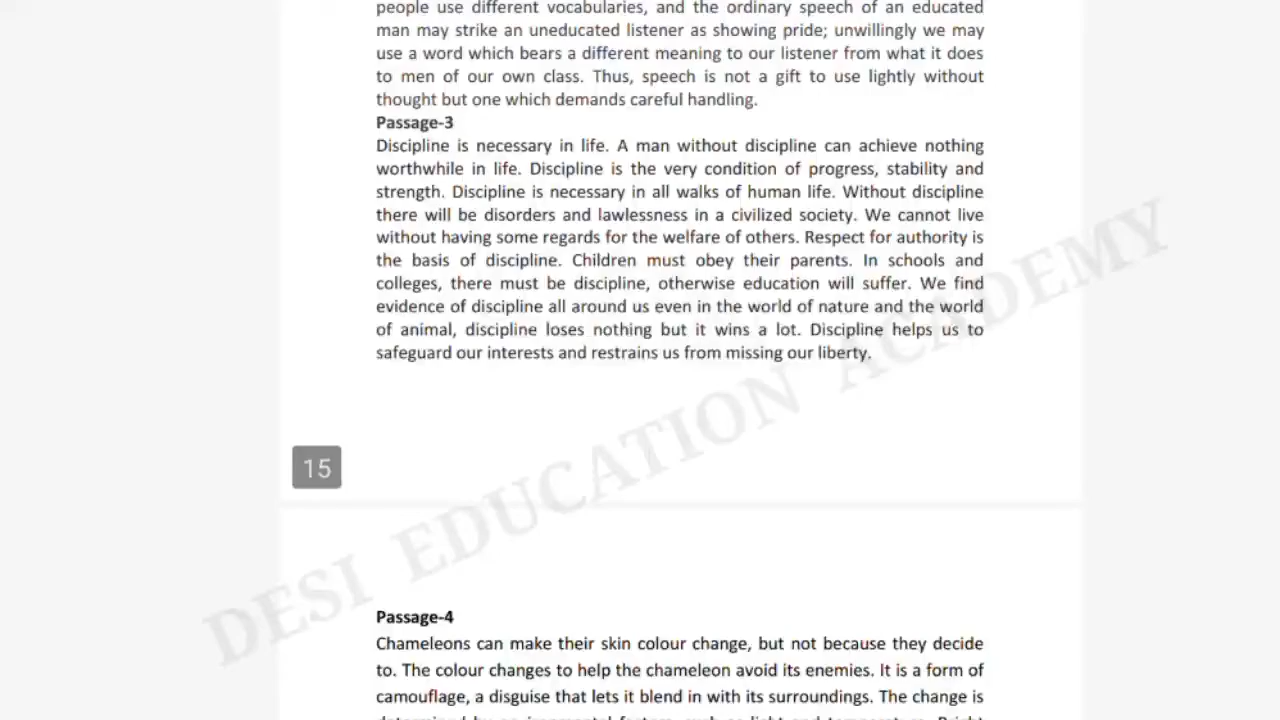 people use different vocabularies, and the ordinary speech of an educated
man may strike an uneducated listener as showing pride; unwillingly we may
use a word which bears a different meaning to our listener from what it does
to men of our own class. Thus, speech is not a gift to use lightly without
thought but one which demands careful handling.
Passage-3
Discipline is necessary in life. A man without discipline can achieve nothing
worthwhile in life. Discipline is the very condition of progress, stability and
strength. Discipline is necessary in all walks of human life. Without discipline
there will be disorders and lawlessness in a civilized society. We cannot live
without having some regards for the welfare of others. Respect for authority is
the basis of discipline. Children must obey their parents. In schools and
colleges, there must be discipline, otherwise education will suffer. We find
evidence of discipline all around us even in the world of nature and the world
of animal, discipline loses nothing but it wins a lot. Discipline helps us to
safeguard our interests and restrains us from missing our liberty.
15
DESI EDUCATION ACADEMY
Passage-4
Chameleons can make their skin colour change, but not because they decide
to. The colour changes to help the chameleon avoid its enemies. It is a form of
camouflage, a disguise that lets it blend in with its surroundings. The change is